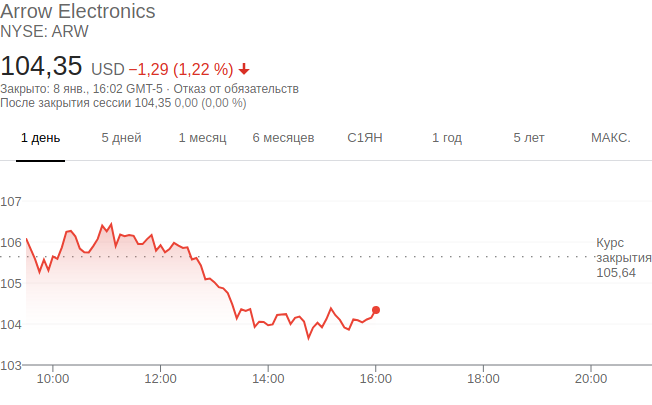 Arrow Electronics
NYSE: ARW
104,35 USD −1,29 (1,22 %)
Закрыто: 8 янв., 16:02 GMT-5 · Отказ от обязательств
После закрытия сессии 104,35 0,00 (0,00 %)
1 день 5 дней 1 месяц 6 месяцев С1ЯН 1 год 5 лет МАКС.
107
106
105
104
103
Курс
закрытия
105,64
10:00 12:00 14:00 16:00 18:00 20:00